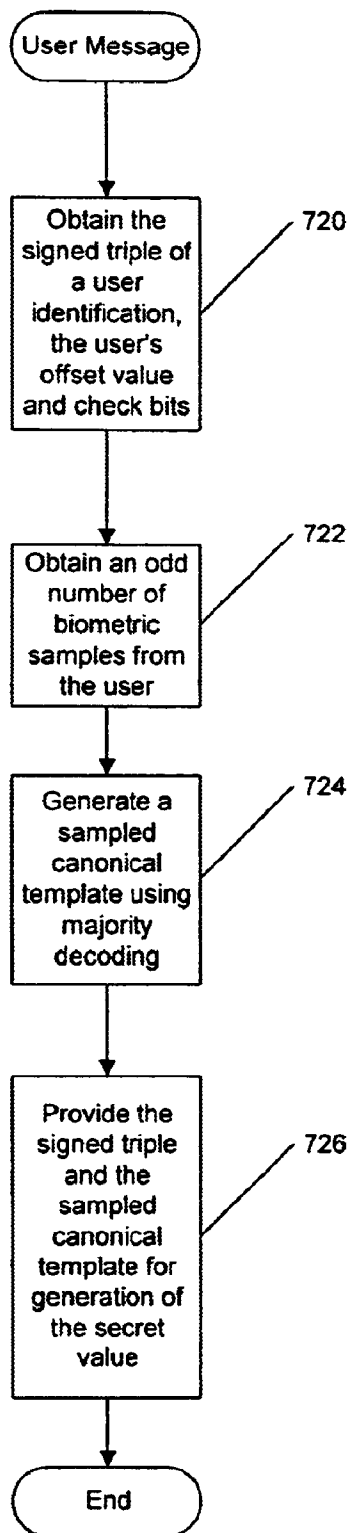 User Message
Obtain the
signed triple of
a user
identification,
the user's
offset value
and check bits
720
Obtain an odd
number of
biometric
samples from
the user
722
Generate a
sampled
canonical
template using
majority
decoding
724
Provide the
signed triple
and the
sampled
canonical
template for
generation of
the secret
value
726
End